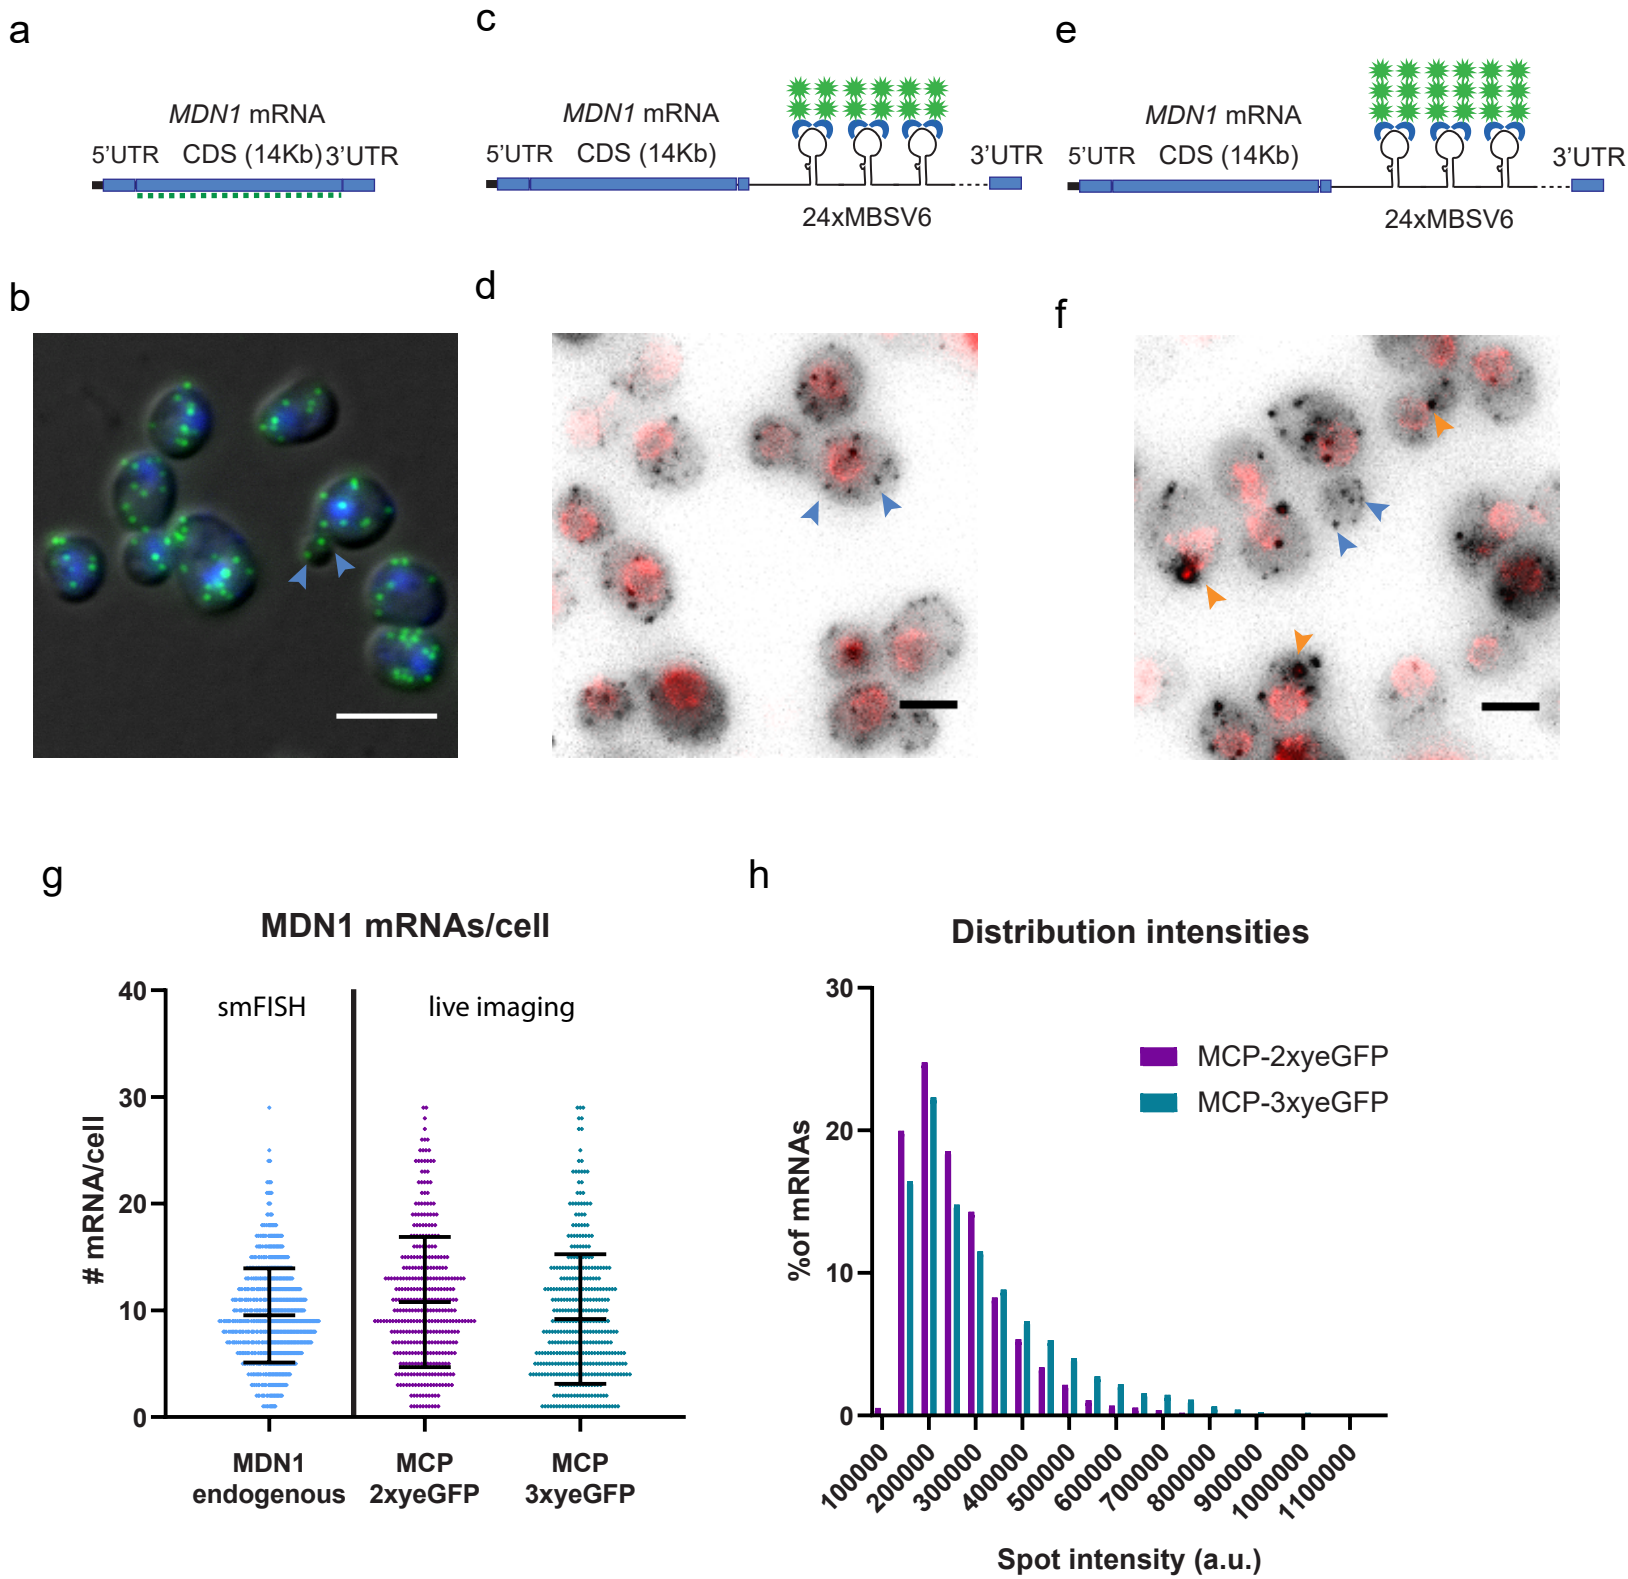 a
MDN1 mRNA
5'UTR CDS (14Kb) 3'UTR
c
MDN1 mRNA
5'UTR CDS (14Kb) 3'UTR
24xMBSV6
e
MDN1 mRNA
5'UTR CDS (14Kb) 3'UTR
24xMBSV6
b
d
f
g
MDN1 mRNAs/cell
smFISH live imaging
# mRNA/cell
40
30
20
10
0
MDN1 endogenous
MCP 2xyeGFP
MCP 3xyeGFP
h
Distribution intensities
MCP-2xyeGFP
MCP-3xyeGFP
%of mRNAs
30
20
10
0
100000
200000
300000
400000
500000
600000
700000
800000
900000
1000000
1100000
Spot intensity (a.u.)